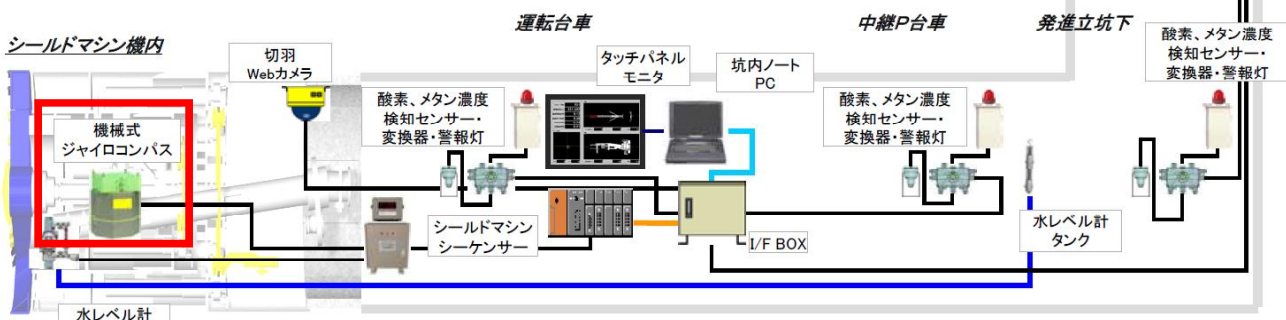 運転台車
中継P台車
発進立坑下
シールドマシン機内
切羽
Webカメラ
タッチパネル
モニタ
坑内ノート
PC
酸素、メタン濃度
検知センサー・
変換器・警報灯
機械式
ジャイロコンパス
酸素、メタン濃度
検知センサー・
変換器・警報灯
酸素、メタン濃度
検知センサー・
変換器・警報灯
シールドマシン
シーケンサー
I/F BOX
水レベル計
タンク
水レベル計